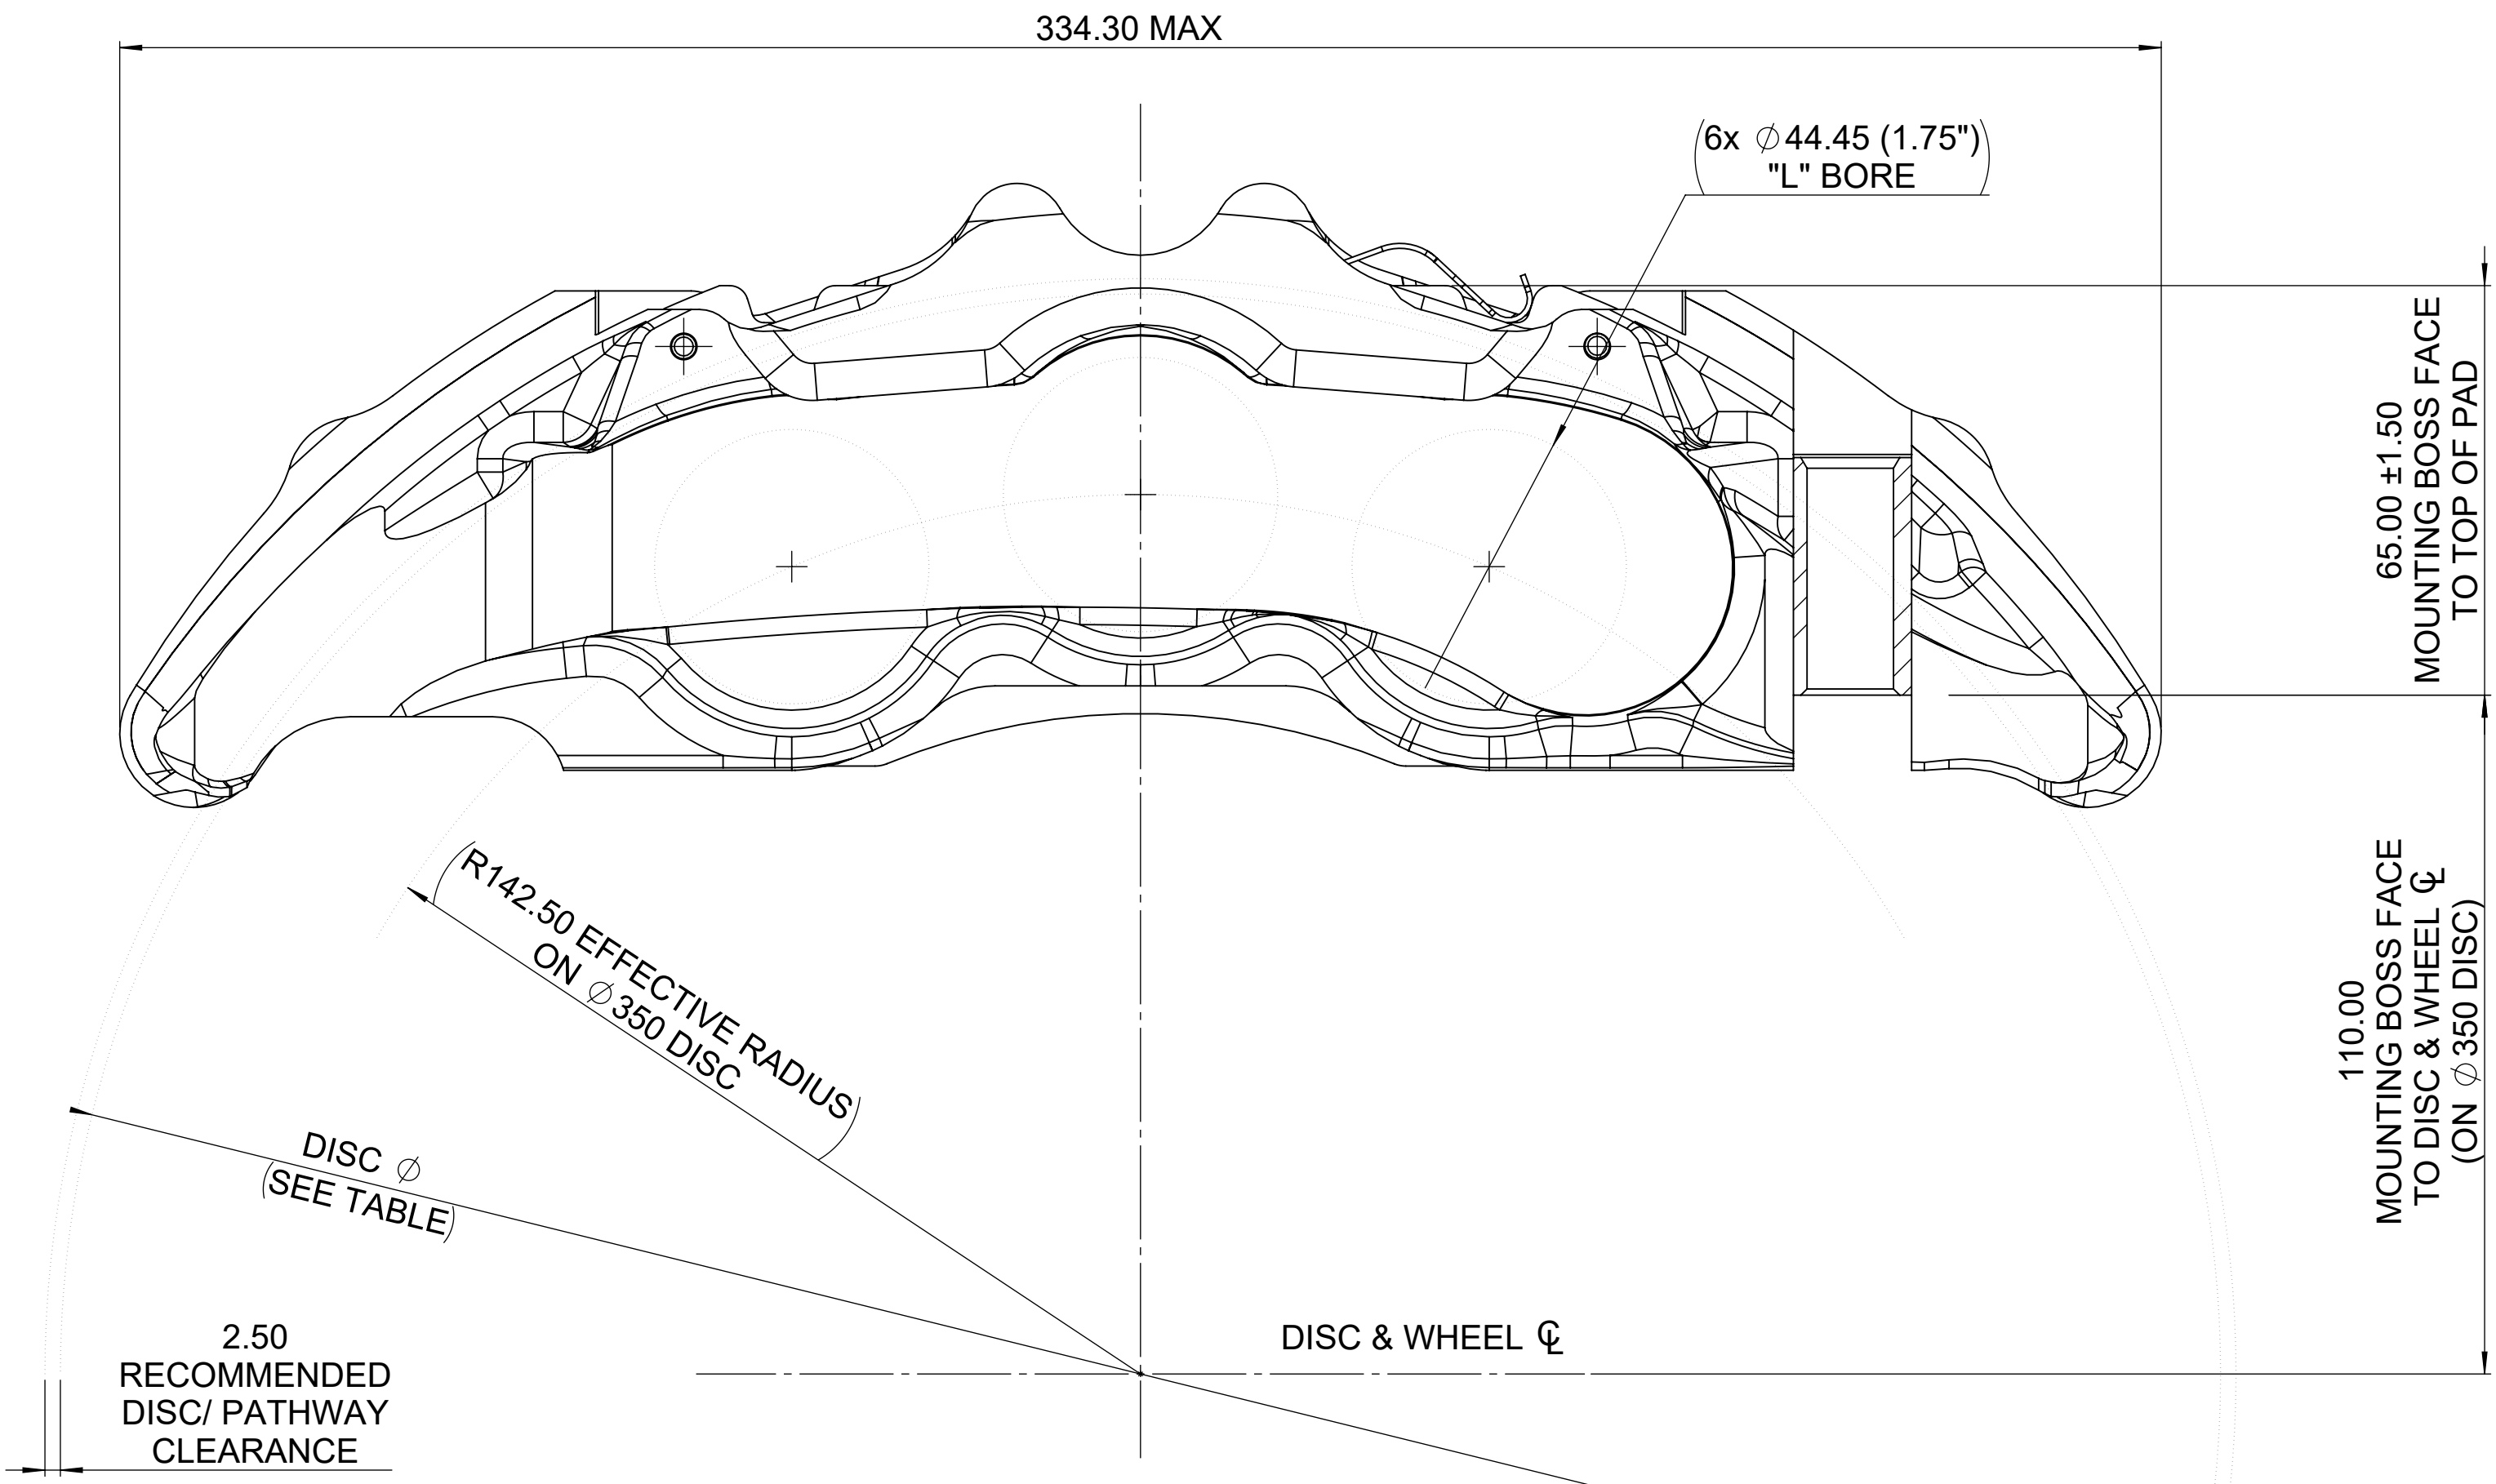 334.30 MAX
6x ⌀44.45 (1.75")
"L" BORE
65.00 ±1.50
MOUNTING BOSS FACE
TO TOP OF PAD
R142.50 EFFECTIVE RADIUS
ON ⌀350 DISC
110.00
MOUNTING BOSS FACE
TO DISC & WHEEL ℄
(ON ⌀350 DISC)
DISC ⌀
(SEE TABLE)
DISC & WHEEL ℄
2.50
RECOMMENDED
DISC/ PATHWAY
CLEARANCE